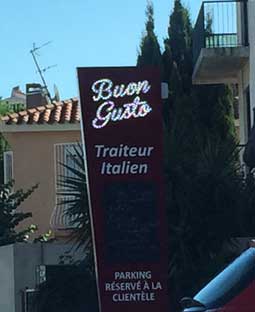 Buon
Gusto
Traiteur
Italien
PARKING
RÉSERVÉ À LA
CLIENTÈLE